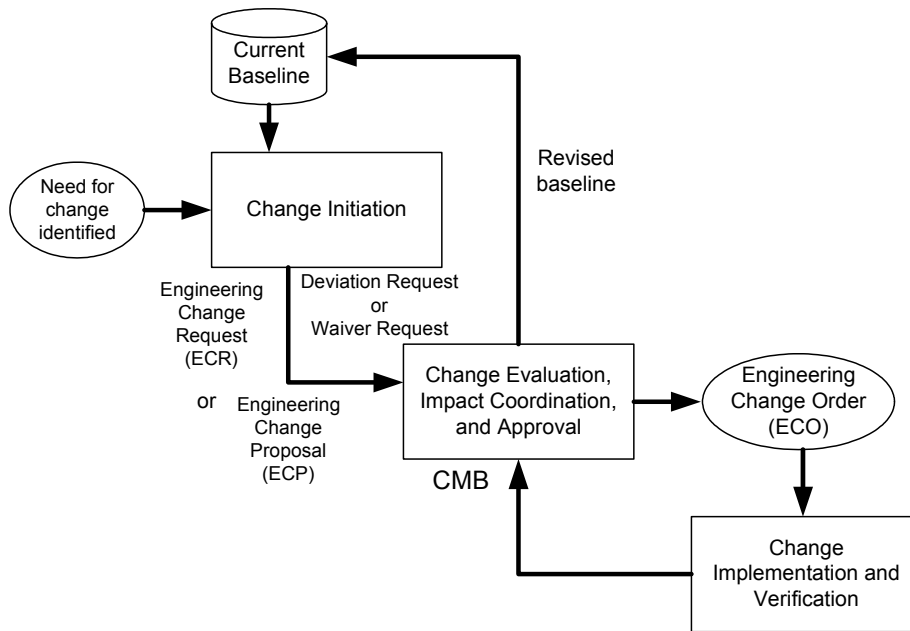 Current
Baseline
Need for
change
identified
Change Initiation
Revised
baseline
Engineering
Change
Request
(ECR)
or
Engineering
Change
Proposal
(ECP)
Deviation Request
or
Waiver Request
Change Evaluation,
Impact Coordination,
and Approval
CMB
Engineering
Change Order
(ECO)
Change
Implementation and
Verification